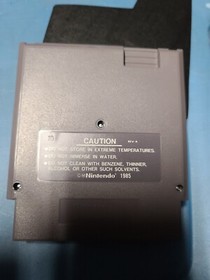 CAUTION
DO NOT STORE IN EXTREME TEMPERATURES.
DO NOT IMMERSE IN WATER.
DO NOT CLEAN WITH BENZENE, THINNER,
ALCOHOL OR OTHER SUCH SOLVENTS.
©Nintendo 1985